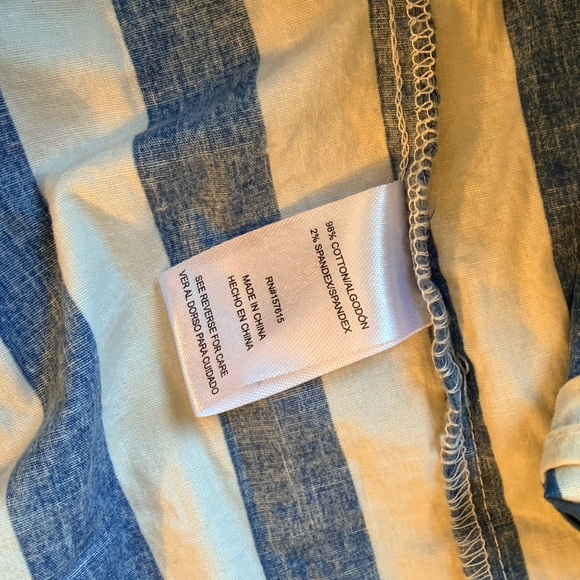 98% COTTON/ALGODÓN
2% SPANDEX/SPANDEX
RN#157615
MADE IN CHINA
HECHO EN CHINA
SEE REVERSE FOR CARE
VER AL DORSO PARA CUIDADO